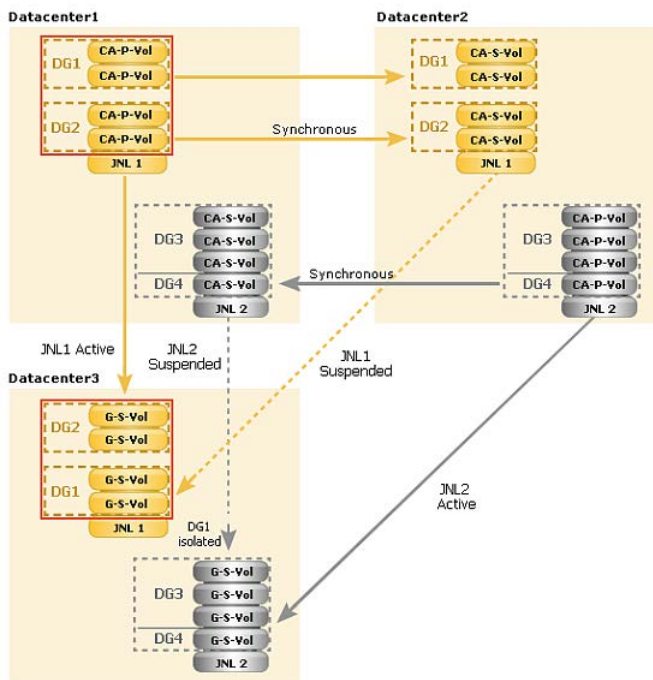 Datacenter1
DG1
CA-P-Vol
CA-P-Vol
DG2
CA-P-Vol
CA-P-Vol
JNL 1
Datacenter2
DG1
CA-S-Vol
CA-S-Vol
DG2
CA-S-Vol
CA-S-Vol
JNL 1
Synchronous
DG3
CA-S-Vol
CA-S-Vol
CA-S-Vol
DG4
CA-S-Vol
JNL 2
Synchronous
DG3
CA-P-Vol
CA-P-Vol
CA-P-Vol
DG4
CA-P-Vol
JNL 2
JNL1 Active
JNL2
Suspended
JNL1
Suspended
JNL2
Active
Datacenter3
DG2
G-S-Vol
G-S-Vol
DG1
G-S-Vol
G-S-Vol
JNL 1
DG1
isolated
DG3
G-S-Vol
G-S-Vol
G-S-Vol
DG4
G-S-Vol
JNL 2